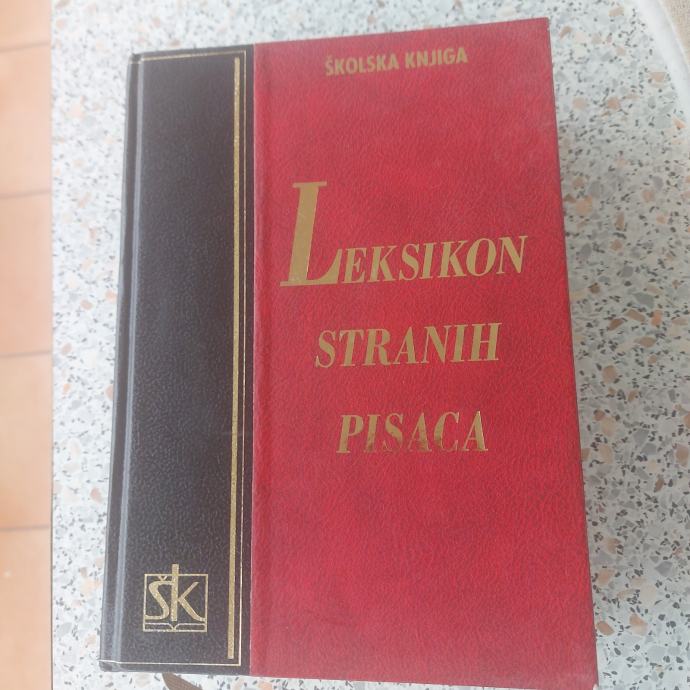 ŠKOLSKA KNJIGA
LEKSIKON
STRANIH
PISACA
ŠK